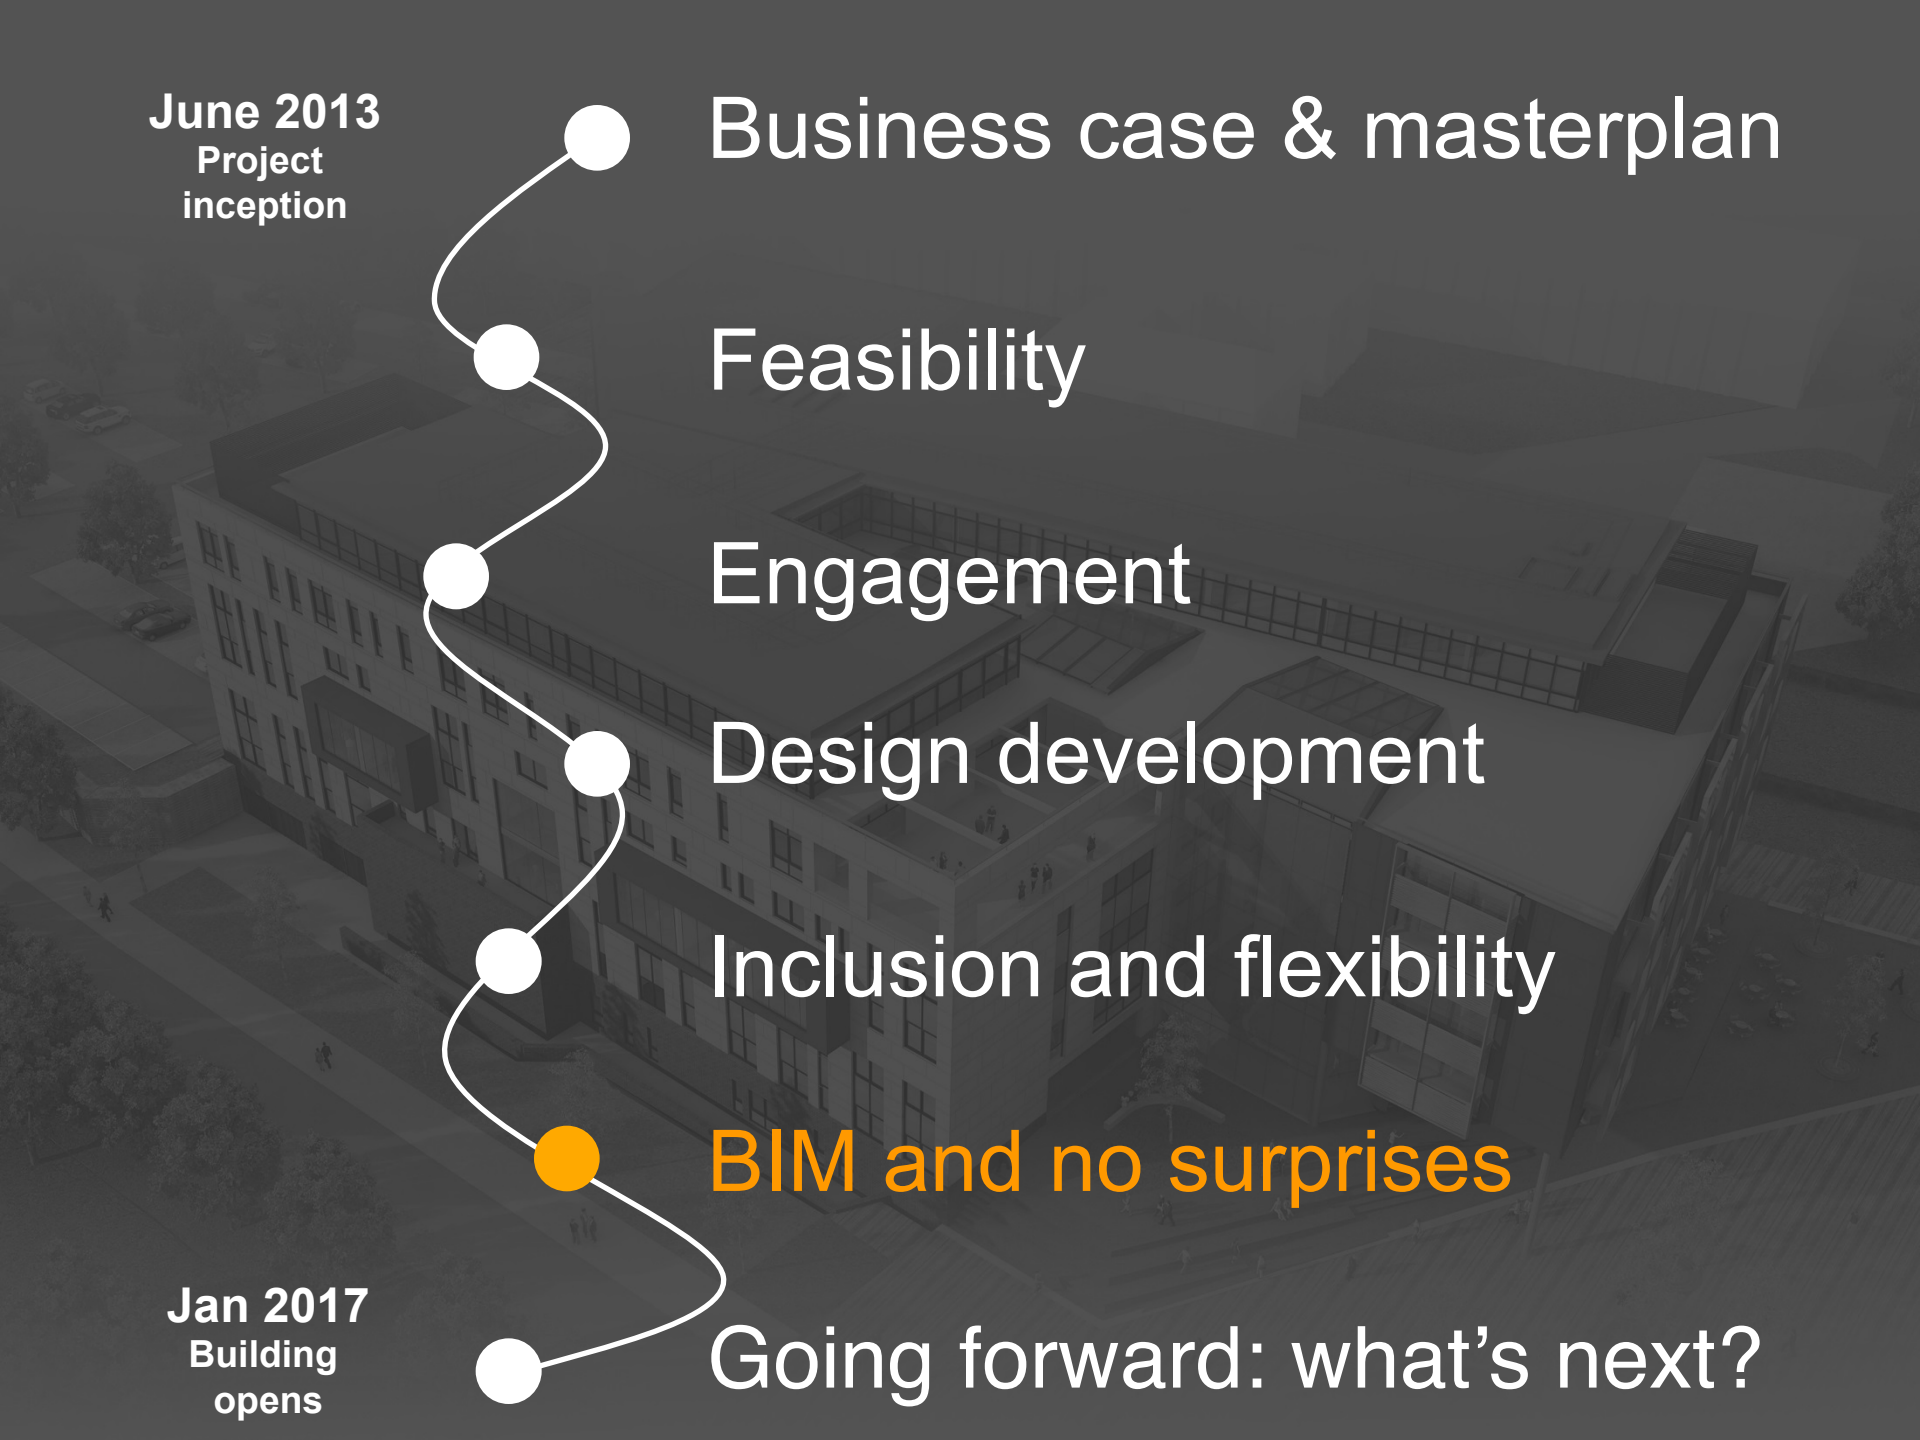 June 2013
Project
inception
Business case & masterplan
Feasibility
Engagement
Design development
Inclusion and flexibility
BIM and no surprises
Jan 2017
Building
opens
Going forward: what’s next?